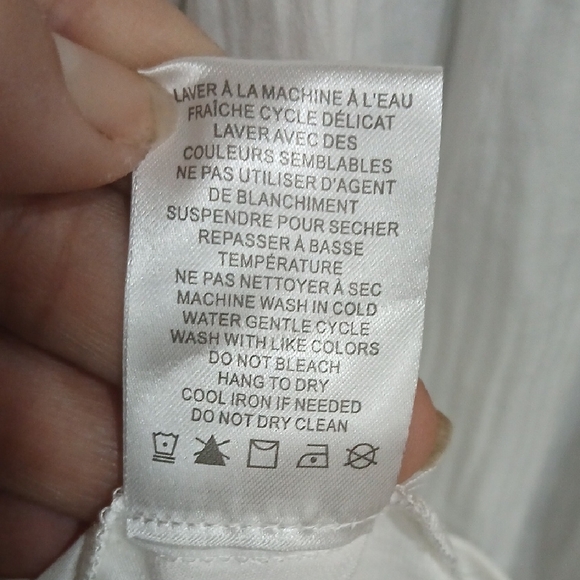 LAVER À LA MACHINE À L'EAU
FRAÎCHE CYCLE DÉLICAT
LAVER AVEC DES
COULEURS SEMBLABLES
NE PAS UTILISER D'AGENT
DE BLANCHIMENT
SUSPENDRE POUR SECHER
REPASSER À BASSE
TEMPÉRATURE
NE PAS NETTOYER À SEC
MACHINE WASH IN COLD
WATER GENTLE CYCLE
WASH WITH LIKE COLORS
DO NOT BLEACH
HANG TO DRY
COOL IRON IF NEEDED
DO NOT DRY CLEAN